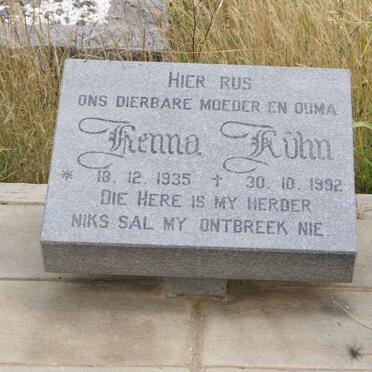 HIER RUS
ONS DIERBARE MOEDER EN OUMA
Henna Kühn
* 18. 12. 1935 † 30. 10. 1992
DIE HERE IS MY HERDER
NIKS SAL MY ONTBREEK NIE.